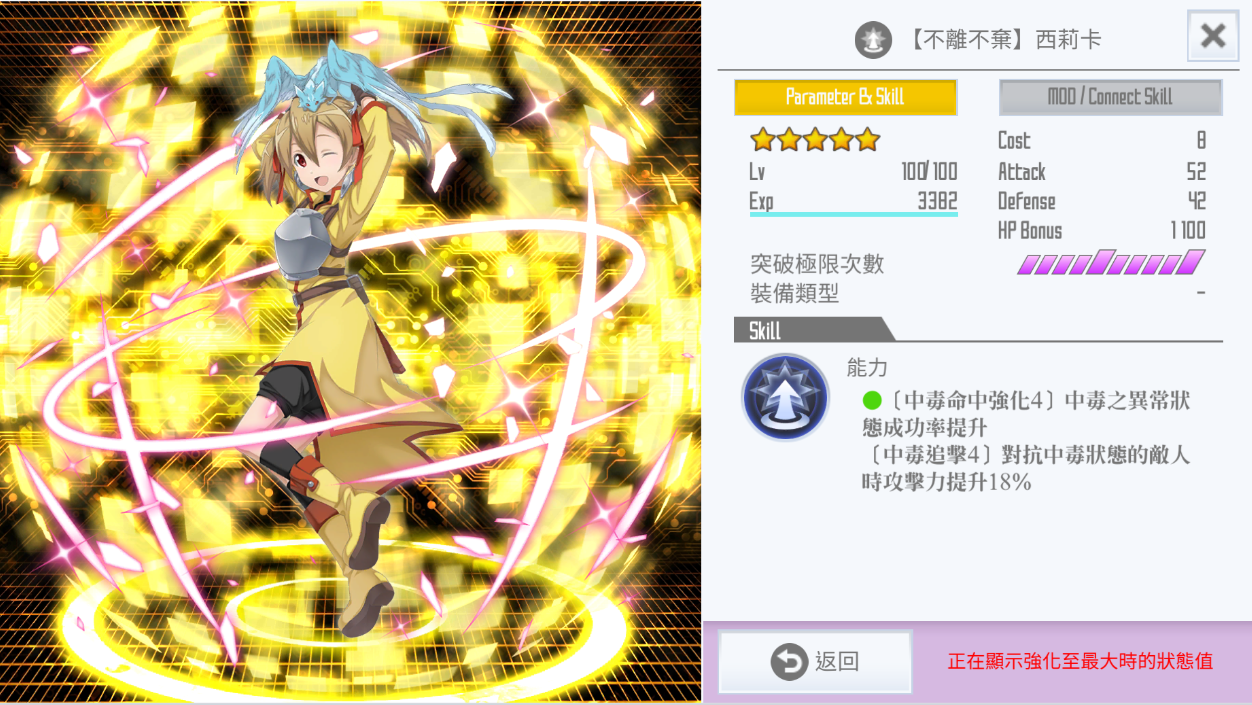 【不離不棄】西莉卡
Parameter & Skill
MOD / Connect Skill
Lv 100/100
Exp 3382
Cost 8
Attack 52
Defense 42
HP Bonus 1100
突破極限次數
裝備類型 -
Skill
能力
〔中毒命中強化4〕中毒之異常狀
態成功率提升
〔中毒追擊4〕對抗中毒狀態的敵人
時攻擊力提升18%
返回
正在顯示強化至最大時的狀態值